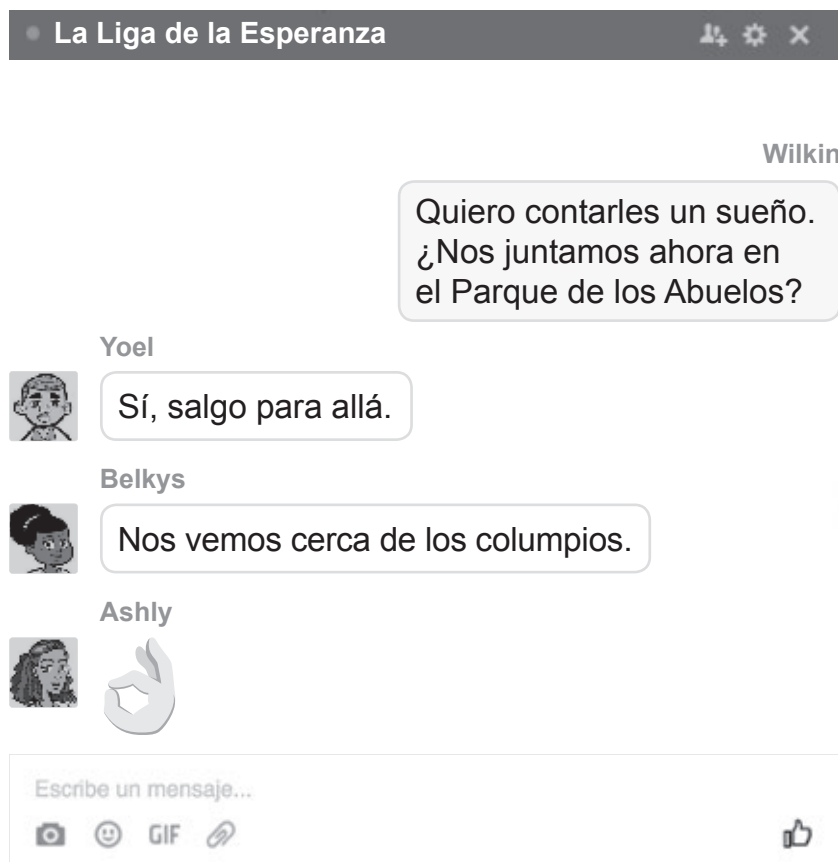 La Liga de la Esperanza
Wilkin
Quiero contarles un sueño.
¿Nos juntamos ahora en
el Parque de los Abuelos?
Yoel
Sí, salgo para allá.
Belkys
Nos vemos cerca de los columpios.
Ashly
Escribe un mensaje...
GIF